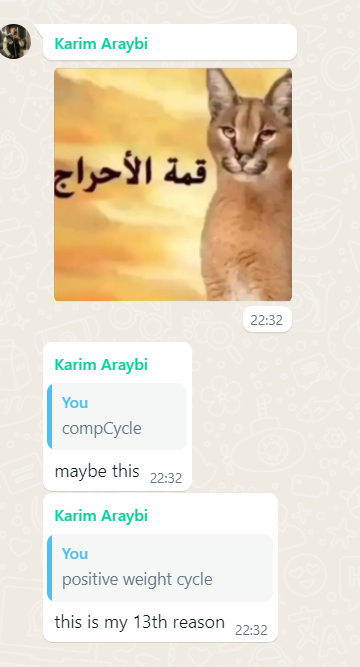 Karim Araybi
قمة الأحراج
22:32
Karim Araybi
You
compCycle
maybe this 22:32
Karim Araybi
You
positive weight cycle
this is my 13th reason 22:32